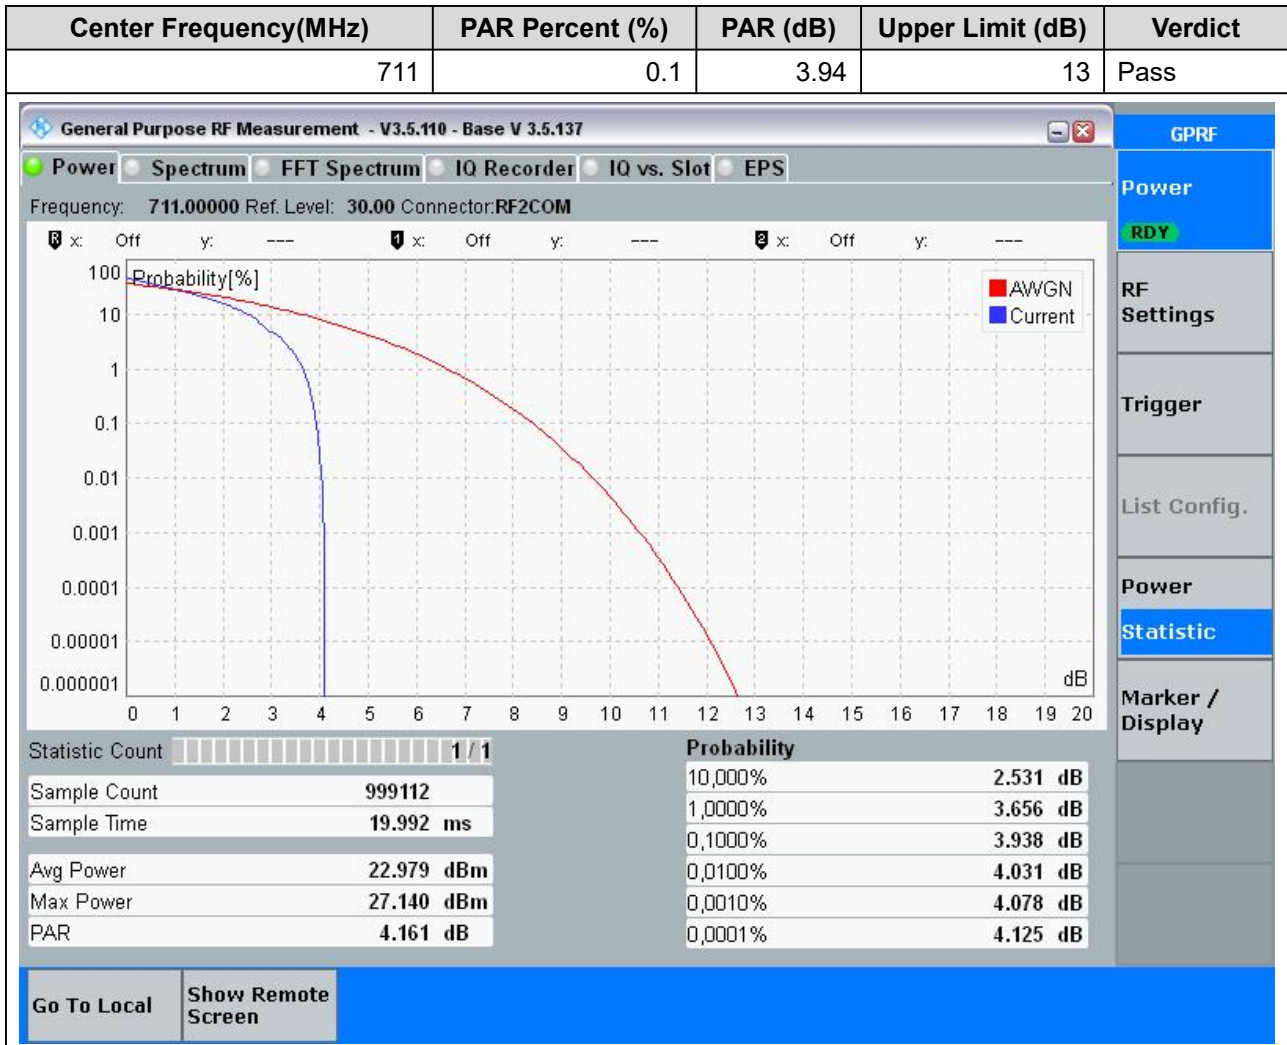 Center Frequency(MHz) PAR Percent (%) PAR (dB) Upper Limit (dB) Verdict
711 0.1 3.94 13 Pass
General Purpose RF Measurement - V3.5.110 - Base V 3.5.137
GPRF
Power Spectrum FFT Spectrum IQ Recorder IQ vs. Slot EPS
Power
RDY
Frequency: 711.00000 Ref. Level: 30.00 Connector:RF2COM
R x: Off y: --- 1 x: Off y: --- 2 x: Off y: ---
Probability[%]
AWGN
Current
100
10
1
0.1
0.01
0.001
0.0001
0.00001
0.000001
dB
0 1 2 3 4 5 6 7 8 9 10 11 12 13 14 15 16 17 18 19 20
RF
Settings
Trigger
List Config.
Power
Statistic
Marker /
Display
Statistic Count 1 / 1
Sample Count 999112
Sample Time 19.992 ms
Avg Power 22.979 dBm
Max Power 27.140 dBm
PAR 4.161 dB
Probability
10,000% 2.531 dB
1,0000% 3.656 dB
0,1000% 3.938 dB
0,0100% 4.031 dB
0,0010% 4.078 dB
0,0001% 4.125 dB
Go To Local
Show Remote
Screen